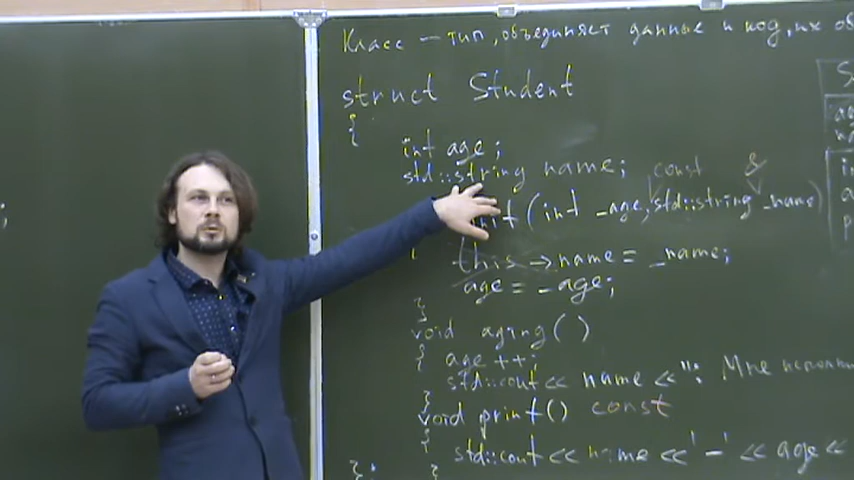 Класс — тип, объединяет данные и код, их об
struct Student
{
int age;
std::string name; const &
init(int _age, std::string _name)
{ this->name = _name;
age = _age;
}
void aging()
{ age++;
std::cout << name << ": Мне исполни
}
void print() const
{
std::cout << name << '-' << age <<
}
};